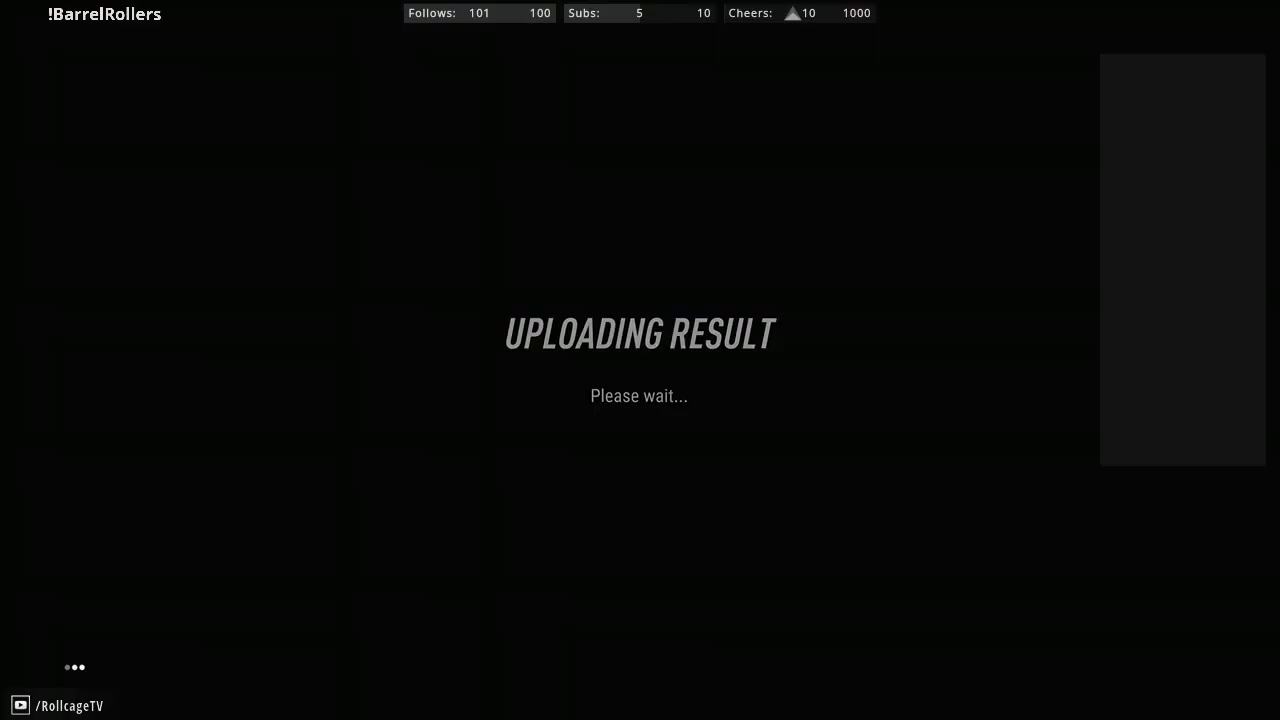 !BarrelRollers
Follows: 101 100
Subs: 5 10
Cheers: 10 1000
UPLOADING RESULT
Please wait...
/RollcageTV